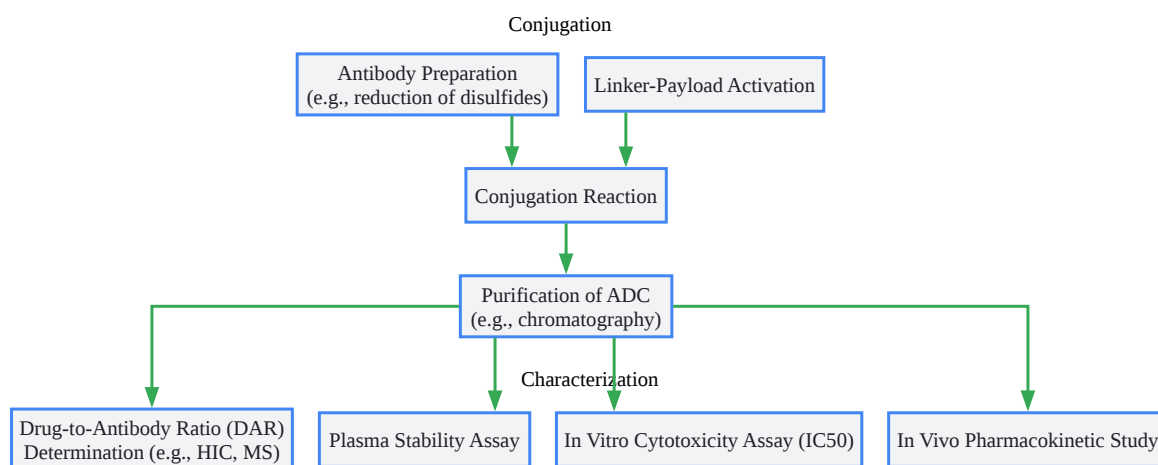 Conjugation
Antibody Preparation
(e.g., reduction of disulfides)
Linker-Payload Activation
Conjugation Reaction
Purification of ADC
(e.g., chromatography)
Characterization
Drug-to-Antibody Ratio (DAR)
Determination (e.g., HIC, MS)
Plasma Stability Assay
In Vitro Cytotoxicity Assay (IC50)
In Vivo Pharmacokinetic Study